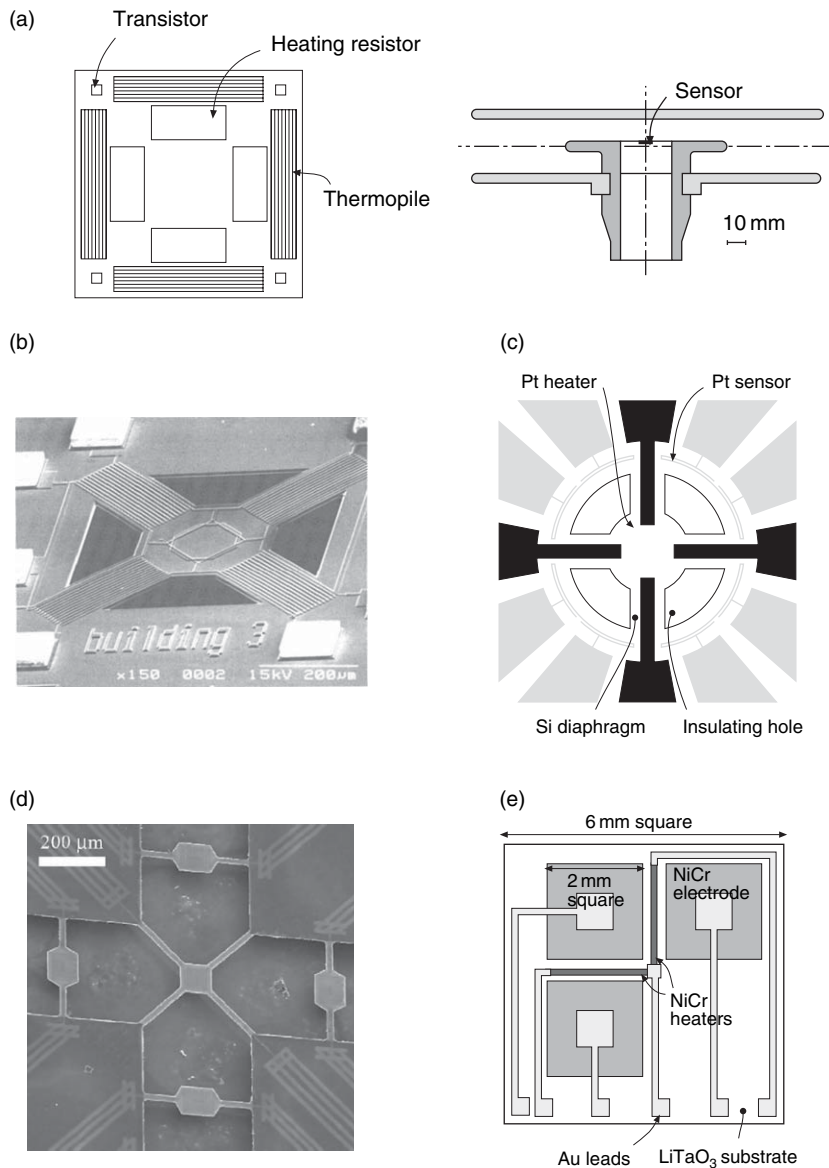 (a)
Transistor
Heating resistor
Thermopile
Sensor
10 mm
(b)
building 3
x150 0002 15kV 200µm
(c)
Pt heater
Pt sensor
Si diaphragm
Insulating hole
(d)
200 µm
(e)
6 mm square
2 mm
square
NiCr
electrode
NiCr
heaters
Au leads
LiTaO₃ substrate